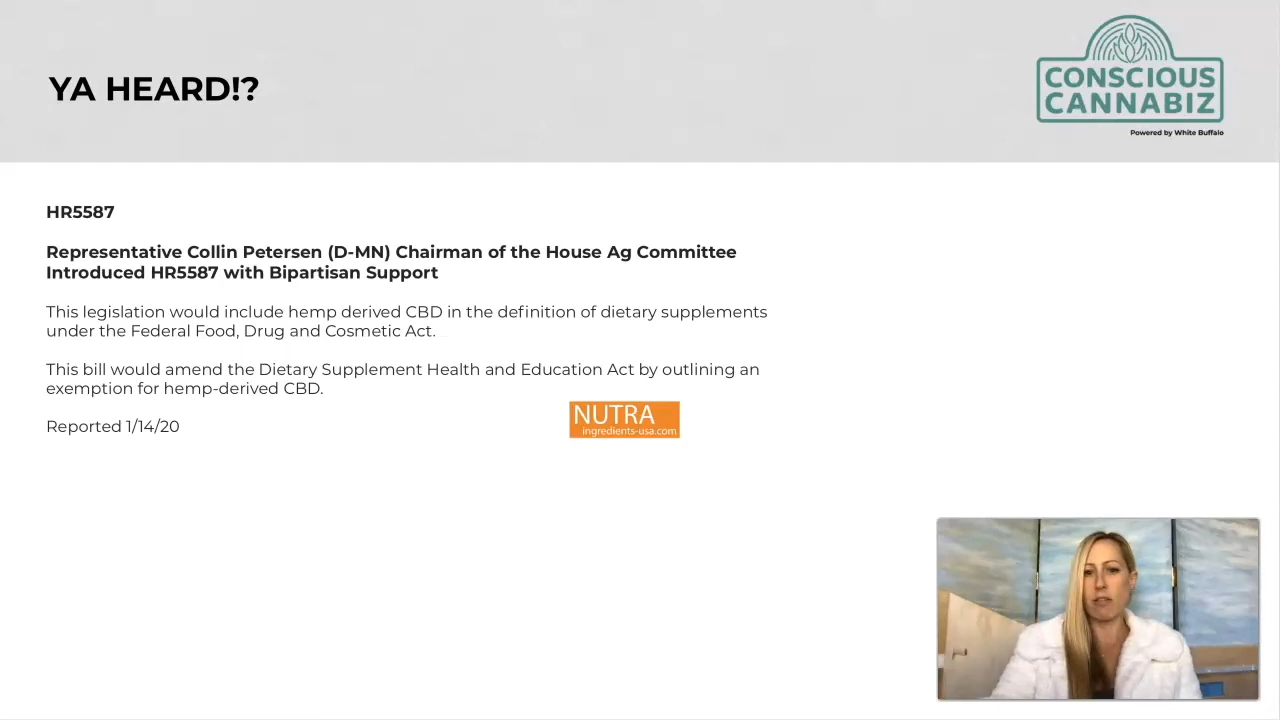 YA HEARD!?
CONSCIOUS
CANNABIZ
Powered by White Buffalo
HR5587
Representative Collin Petersen (D-MN) Chairman of the House Ag Committee
Introduced HR5587 with Bipartisan Support
This legislation would include hemp derived CBD in the definition of dietary supplements
under the Federal Food, Drug and Cosmetic Act.
This bill would amend the Dietary Supplement Health and Education Act by outlining an
exemption for hemp-derived CBD.
Reported 1/14/20
NUTRA
ingredients-usa.com